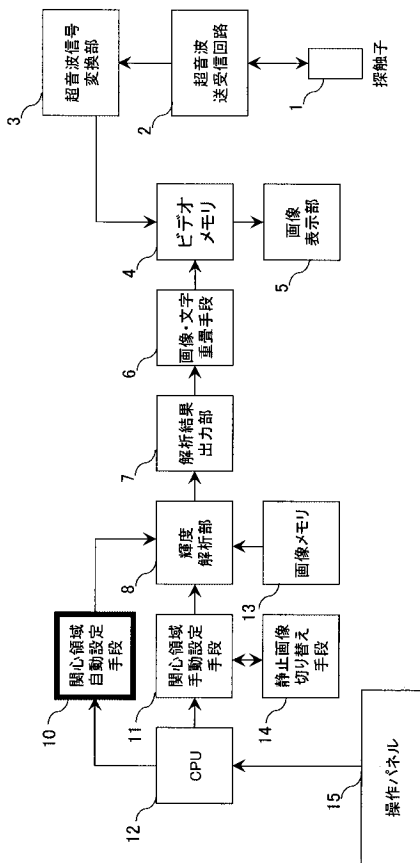 超音波信号
変換部
3
超音波
送受信回路
2
1
探触子
ビデオ
メモリ
4
画像
表示部
5
画像・文字
重畳手段
6
解析結果
出力部
7
輝度
解析部
8
画像メモリ
13
関心領域
自動設定
手段
10
関心領域
手動設定
手段
11
静止画像
切り替え
手段
14
CPU
12
操作パネル
15